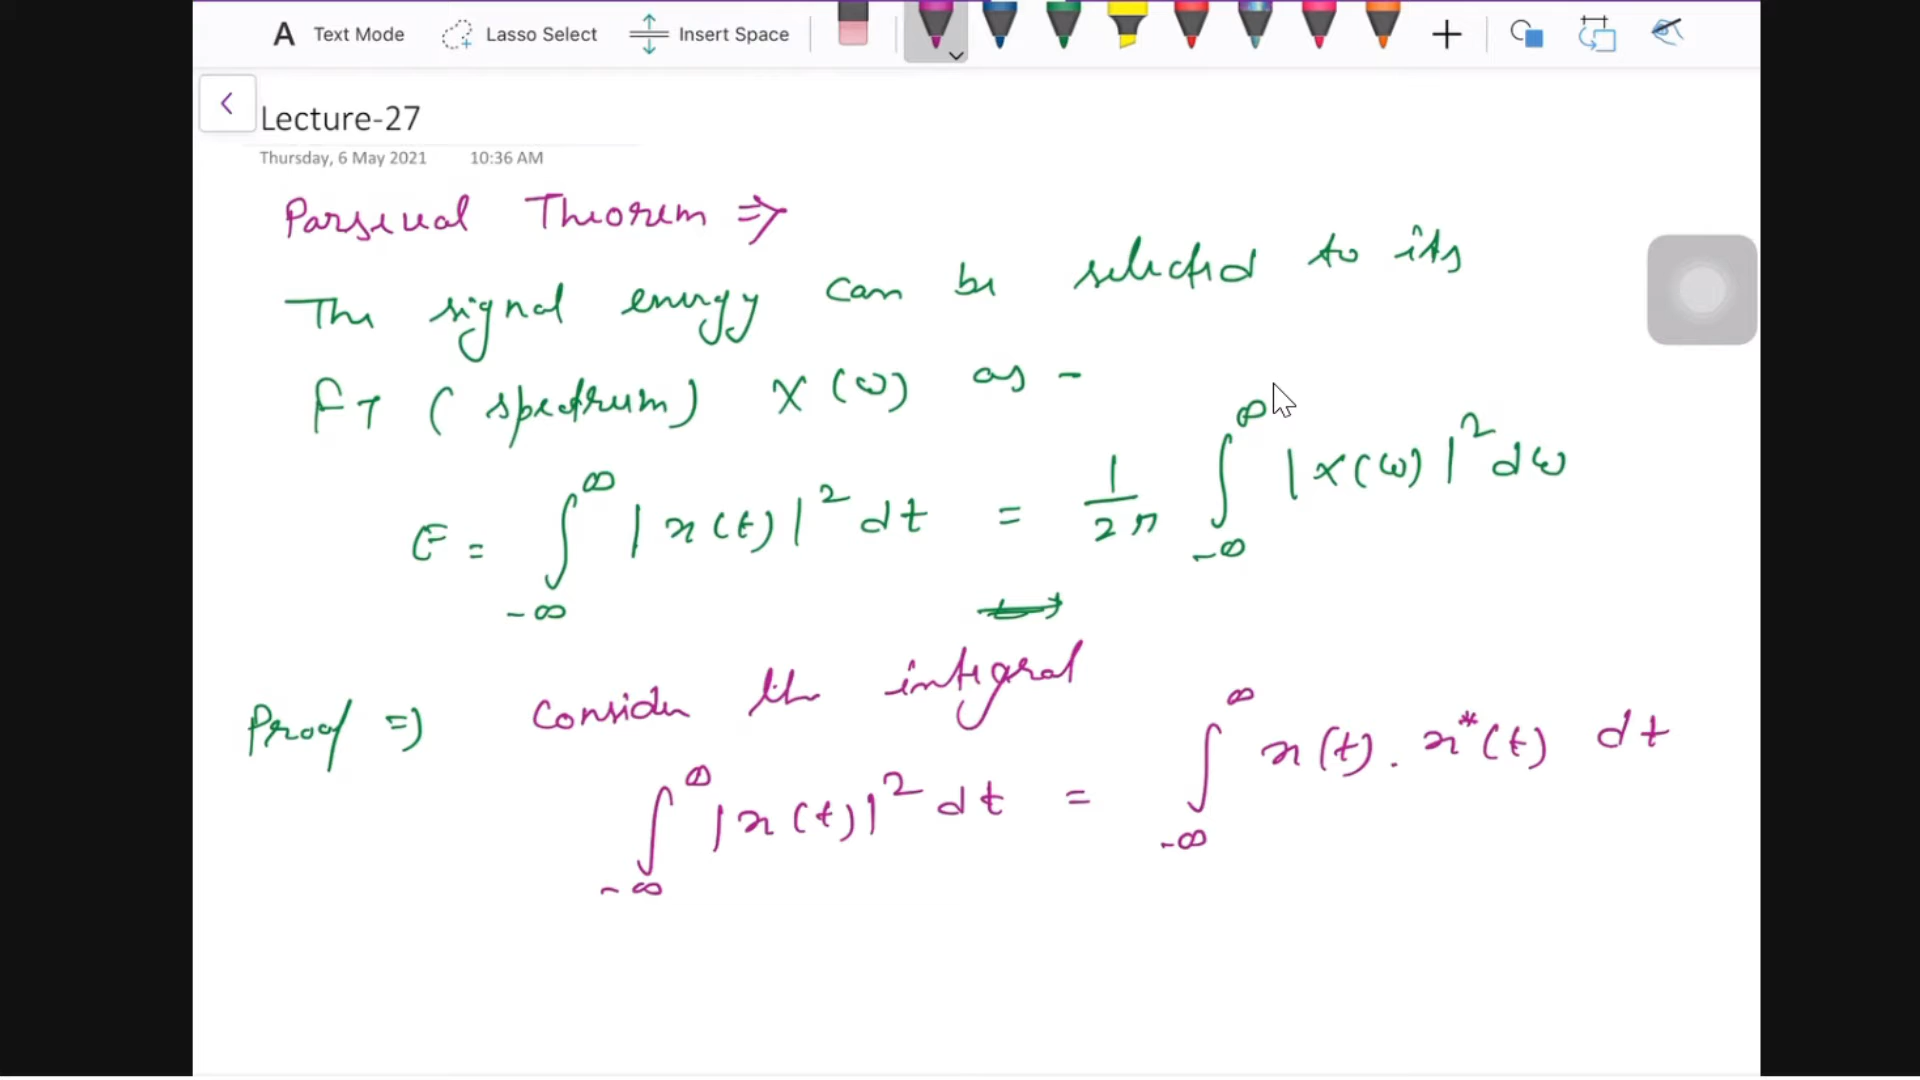 A Text Mode Lasso Select Insert Space
Lecture-27
Thursday, 6 May 2021 10:36 AM
Parseval Theorem ⇒
The signal energy can be related to its
FT (spectrum) X(ω) as -
E = ∫_{-∞}^{∞} |x(t)|² dt = 1/2π ∫_{-∞}^{∞} |X(ω)|² dω
Proof ⇒ Consider the integral
∫_{-∞}^{∞} |x(t)|² dt = ∫_{-∞}^{∞} x(t) . x*(t) dt